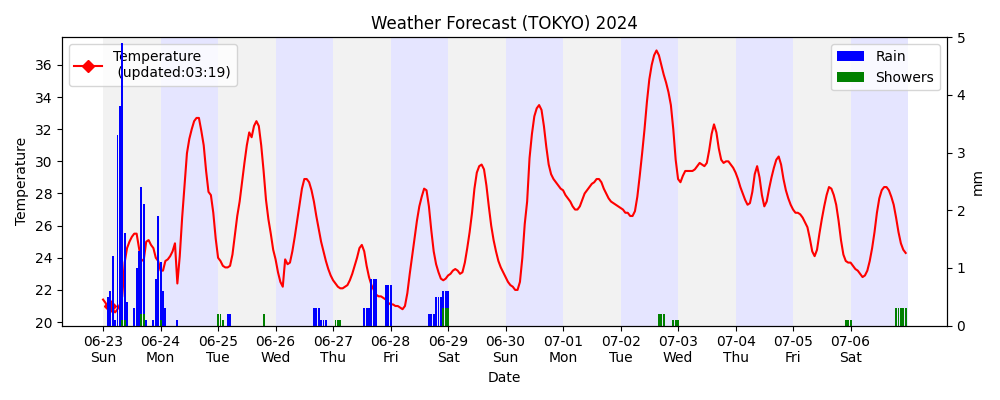 Weather Forecast (TOKYO) 2024
Temperature
(updated:03:19)
Rain
Showers
Temperature
36
34
32
30
28
26
24
22
20
5
4
3
2
1
0
mm
06-23 06-24 06-25 06-26 06-27 06-28 06-29 06-30 07-01 07-02 07-03 07-04 07-05 07-06
Sun Mon Tue Wed Thu Fri Sat Sun Mon Tue Wed Thu Fri Sat
Date